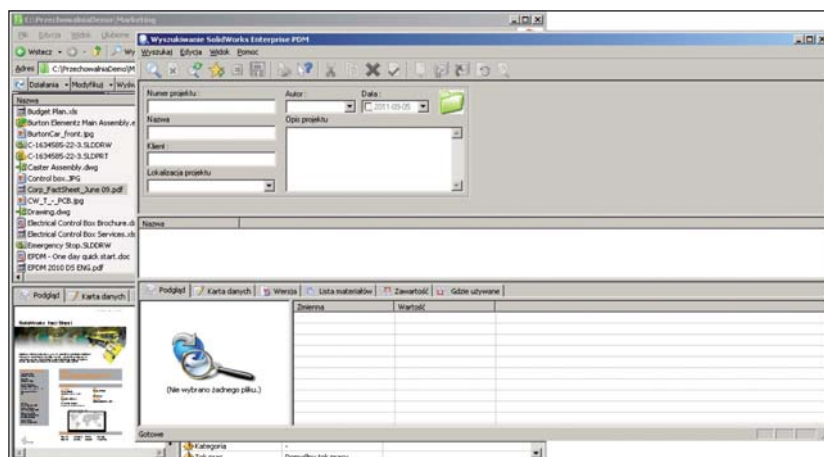 C:\PrzechowalniaDemo\Marketing
Plik Edycja Widok Ulubione
Wstecz Wy
Adres C:\PrzechowalniaDemo\M
Działania Modyfikuj Wyśw
Nazwa
Budget Plan.xls
Burton Elementz Main Assembly.e
BurtonCar_front.jpg
C-1634585-22-3.SLDDRW
C-1634585-22-3.SLDPRT
Caster Assembly.dwg
Control box.JPG
Corp_FactSheet_June 09.pdf
CW_T_-_PCB.jpg
Drawing.dwg
Electrical Control Box Brochure.d
Electrical Control Box Services.xls
Emergency Stop.SLDDRW
EPDM - One day quick start.doc
EPDM 2010 DS ENG.pdf
Podgląd Karta danych
Wyszukiwanie SolidWorks Enterprise PDM
Wyszukaj Edycja Widok Pomoc
Numer projektu :
Autor :
Data :
2011-09-05
Nazwa
Opis projektu
Klient :
Lokalizacja projektu
Nazwa
Podgląd Karta danych Wersja Lista materiałów Zawartość Gdzie używane
Zmienna Wartość
(Nie wybrano żadnego pliku.)
Gotowe
Kategoria -